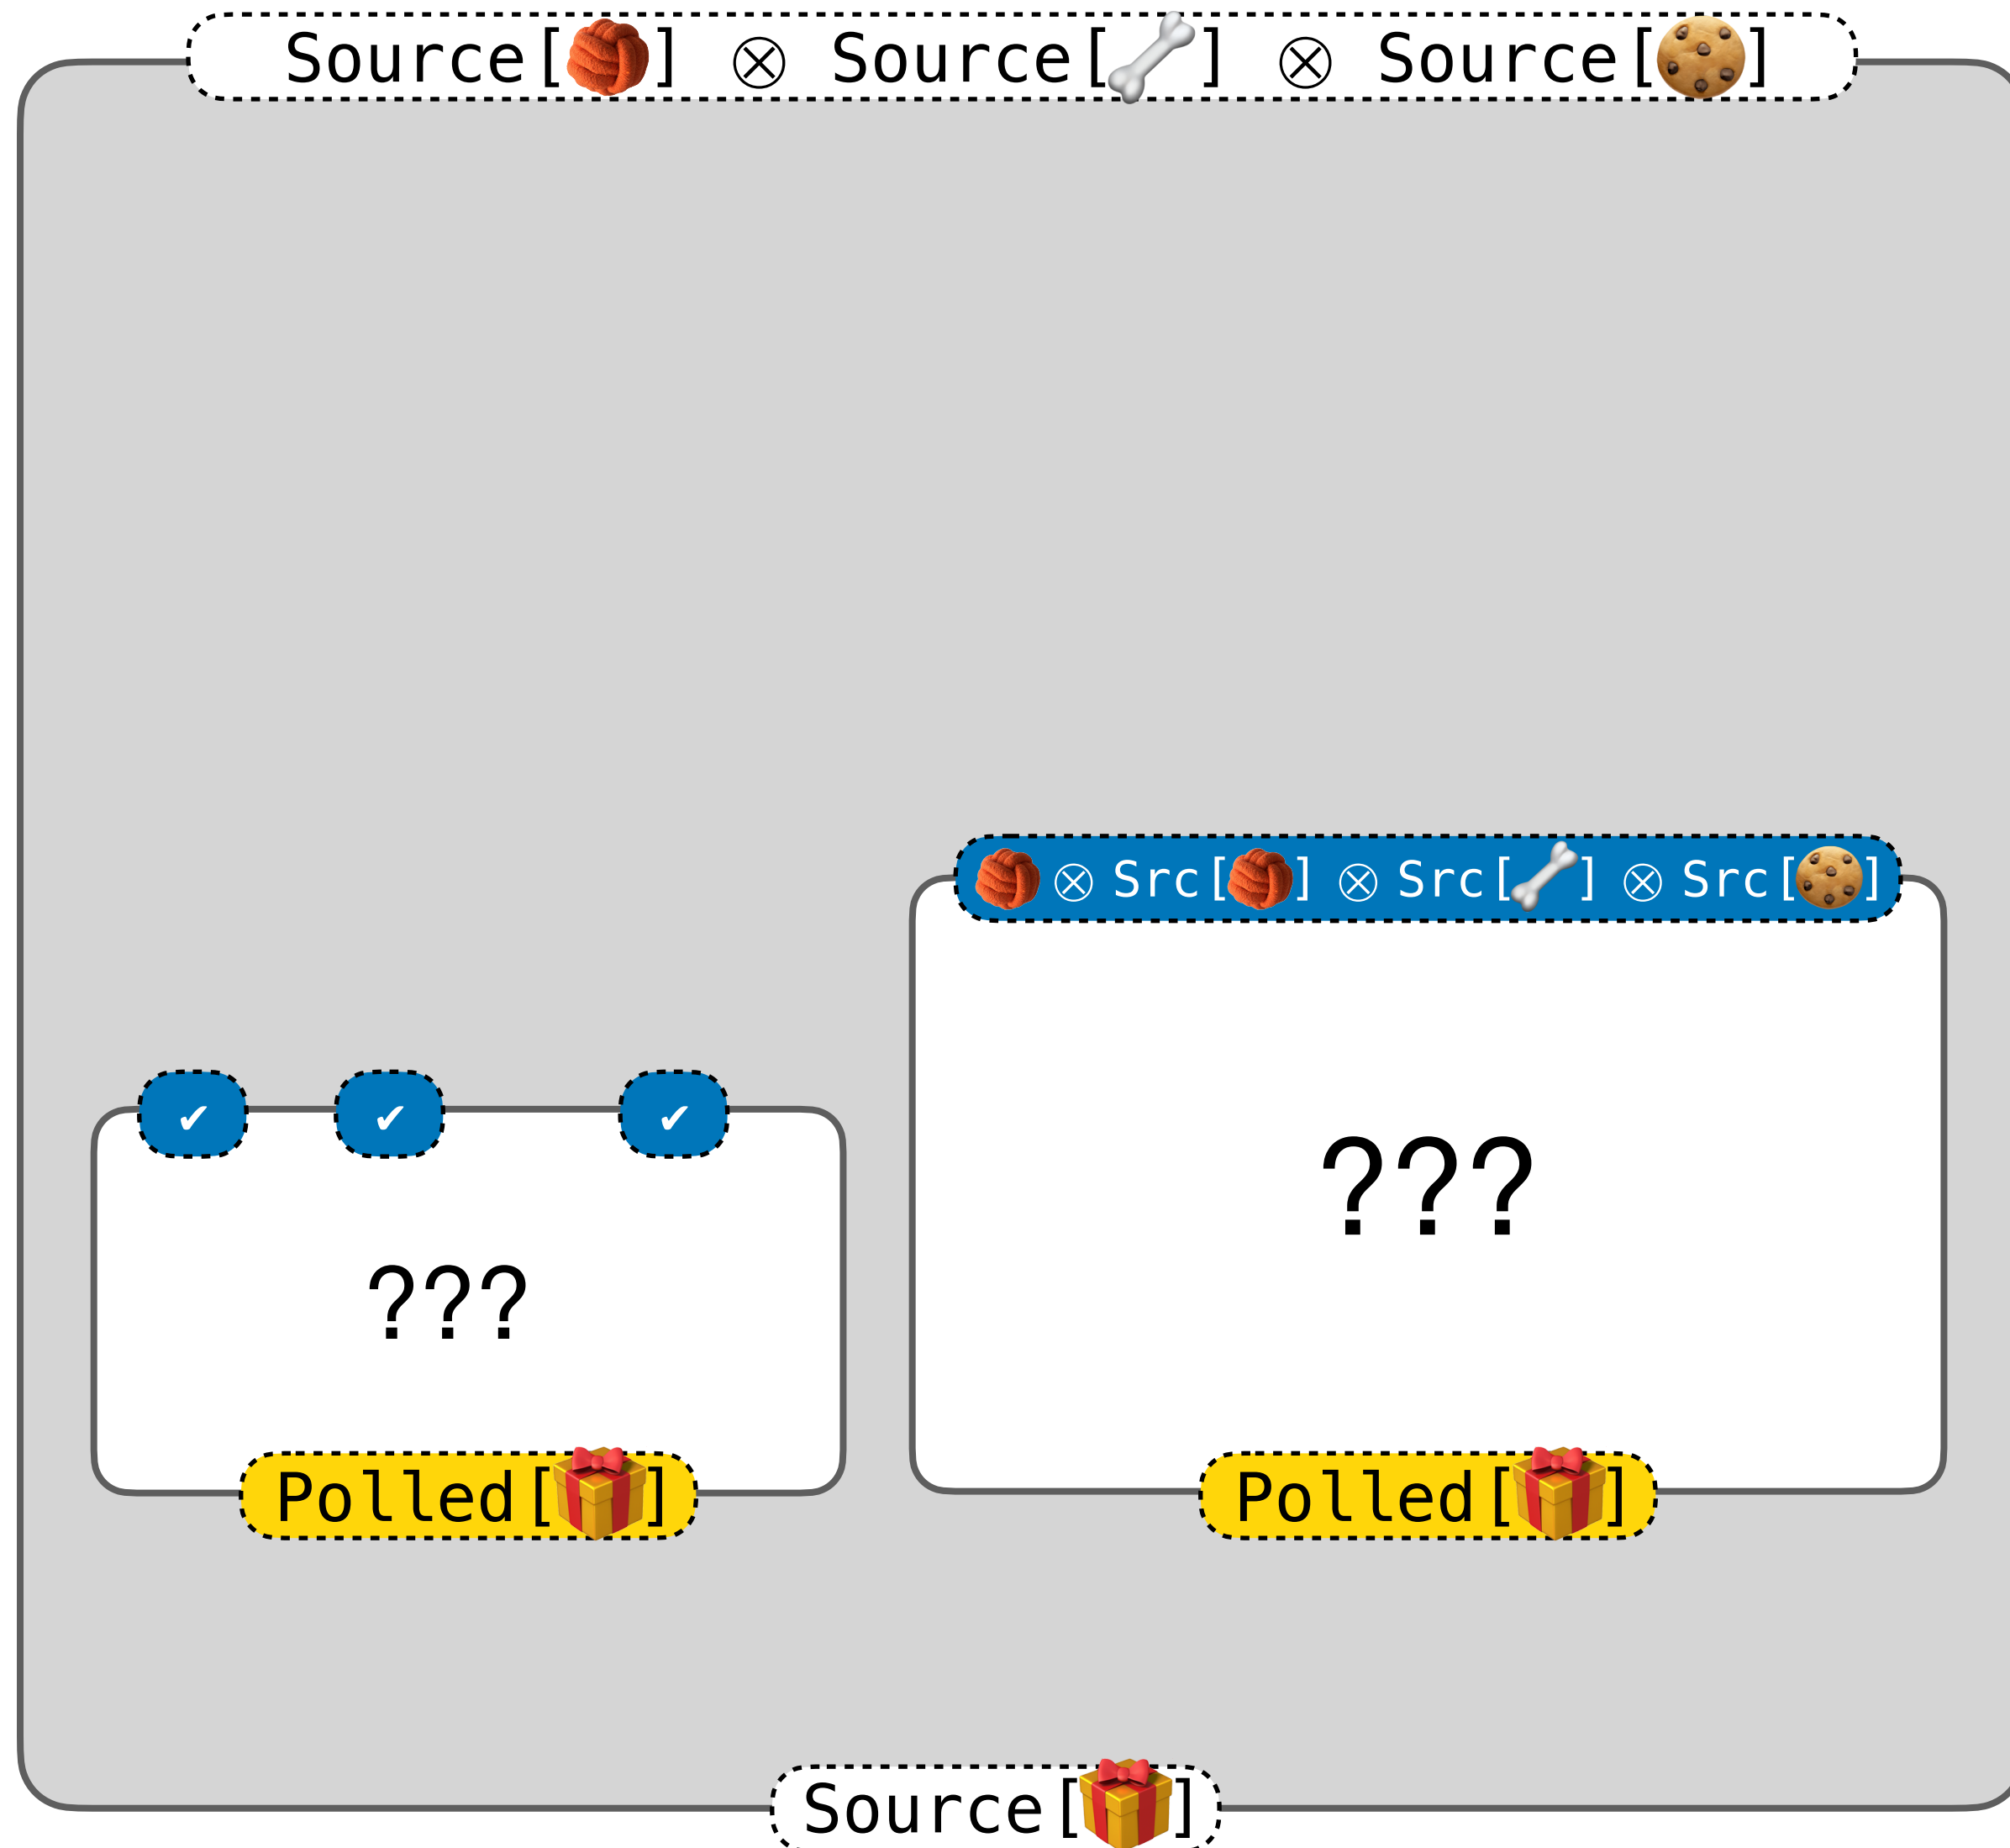 Source[🧶] ⊗ Source[🦴] ⊗ Source[🍪]
🧶 ⊗ Src[🧶] ⊗ Src[🦴] ⊗ Src[🍪]
✔ ✔ ✔
???
???
Polled[🎁]
Polled[🎁]
Source[🎁]